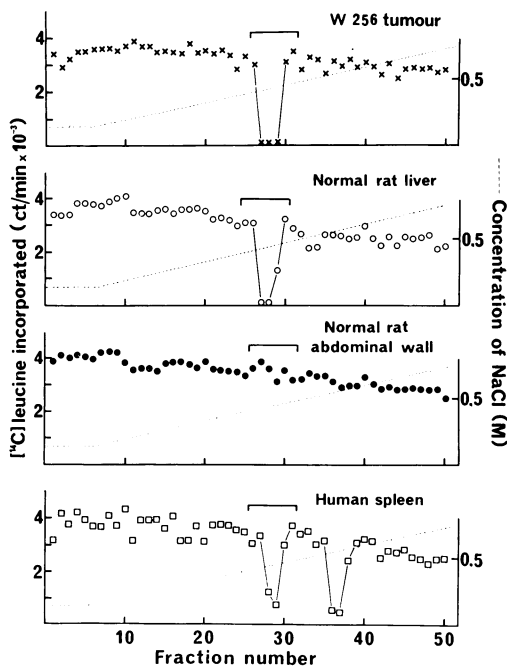 W 256 tumour
4
2
0.5
Normal rat liver
4
2
0.5
Normal rat
abdominal wall
4
2
0.5
Human spleen
4
2
0.5
10
20
30
40
50
Fraction number
[¹⁴C] leucine incorporated (ct/min × 10⁻³)
Concentration of NaCl (M)